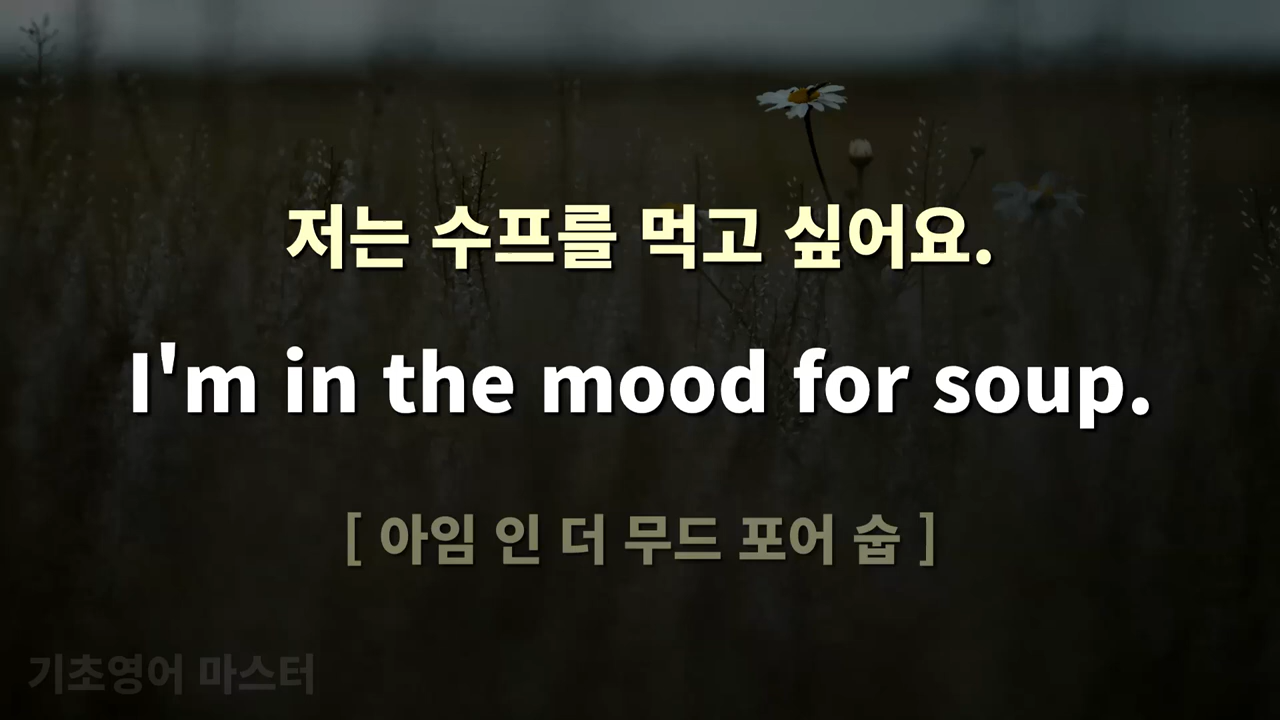 저는 수프를 먹고 싶어요.
I'm in the mood for soup.
[ 아임 인 더 무드 포어 숩 ]
기초영어 마스터